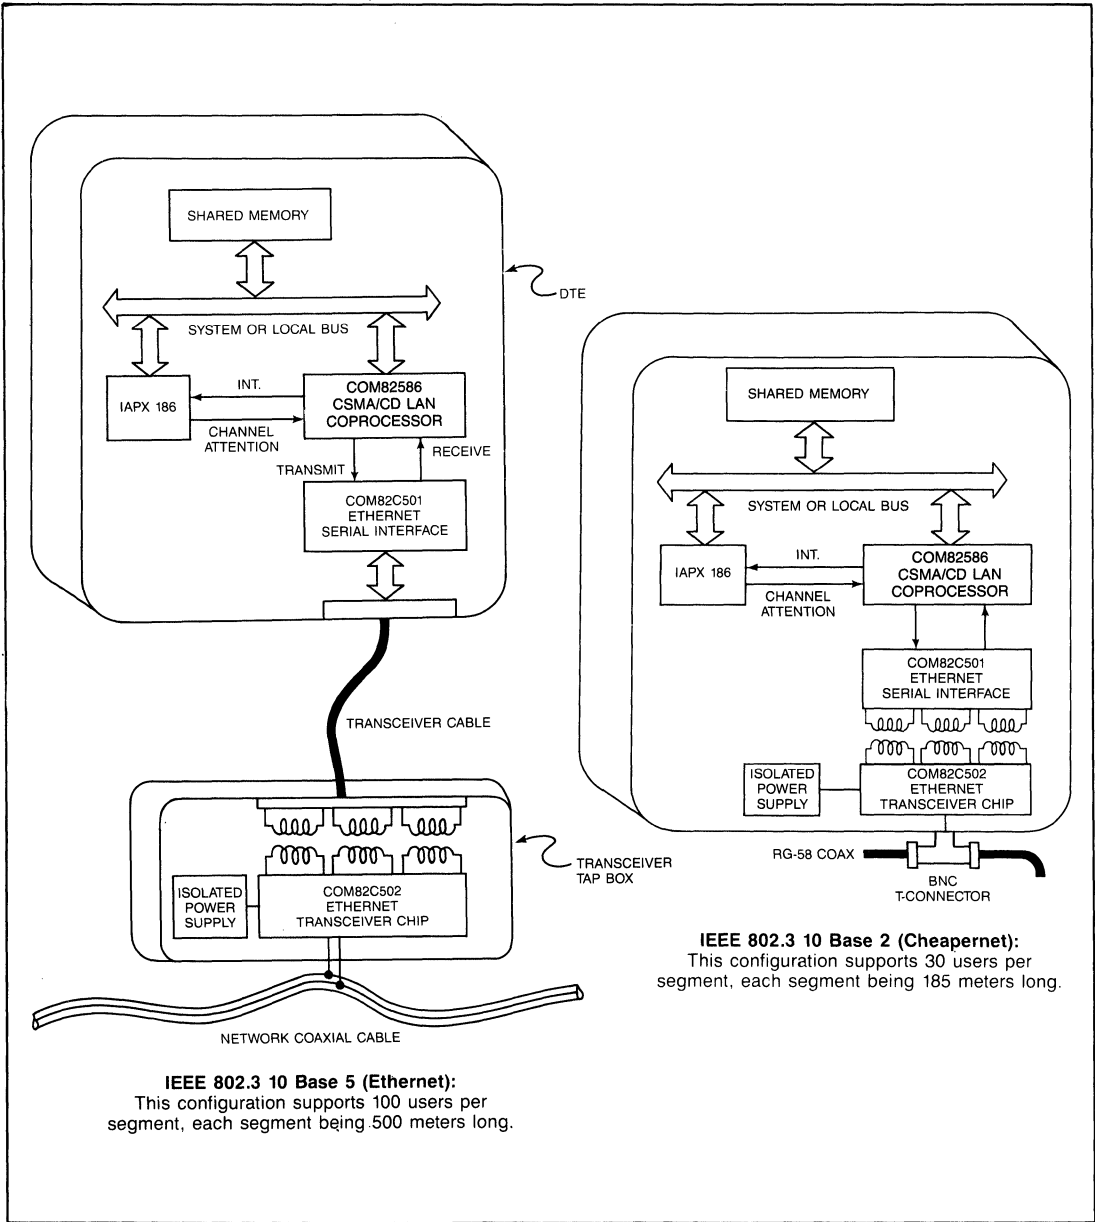 SHARED MEMORY
DTE
SYSTEM OR LOCAL BUS
IAPX 186
INT.
CHANNEL
ATTENTION
COM82586
CSMA/CD LAN
COPROCESSOR
TRANSMIT
RECEIVE
COM82C501
ETHERNET
SERIAL INTERFACE
TRANSCEIVER CABLE
TRANSCEIVER
TAP BOX
ISOLATED
POWER
SUPPLY
COM82C502
ETHERNET
TRANSCEIVER CHIP
NETWORK COAXIAL CABLE
IEEE 802.3 10 Base 5 (Ethernet):
This configuration supports 100 users per
segment, each segment being 500 meters long.
SHARED MEMORY
SYSTEM OR LOCAL BUS
IAPX 186
INT.
CHANNEL
ATTENTION
COM82586
CSMA/CD LAN
COPROCESSOR
COM82C501
ETHERNET
SERIAL INTERFACE
ISOLATED
POWER
SUPPLY
COM82C502
ETHERNET
TRANSCEIVER CHIP
RG-58 COAX
BNC
T-CONNECTOR
IEEE 802.3 10 Base 2 (Cheapernet):
This configuration supports 30 users per
segment, each segment being 185 meters long.